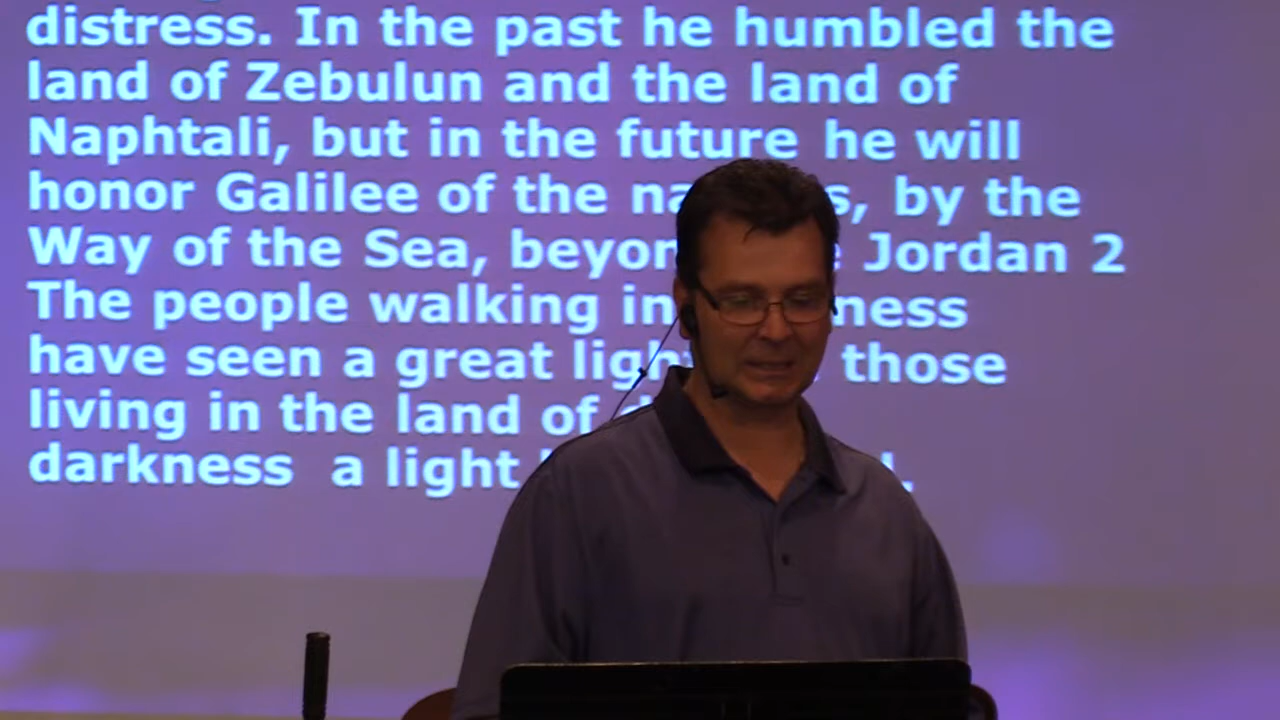 distress. In the past he humbled the
land of Zebulun and the land of
Naphtali, but in the future he will
honor Galilee of the na s, by the
Way of the Sea, beyon Jordan 2
The people walking in ness
have seen a great ligh those
living in the land of
darkness a light